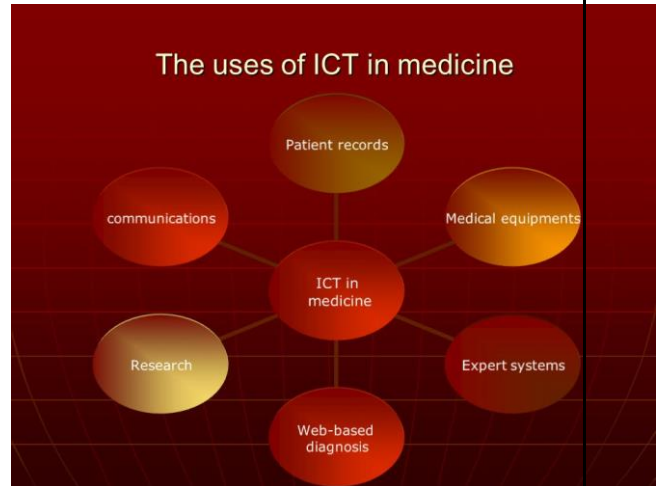 The uses of ICT in medicine
Patient records
communications
Medical equipments
ICT in
medicine
Research
Expert systems
Web-based
diagnosis